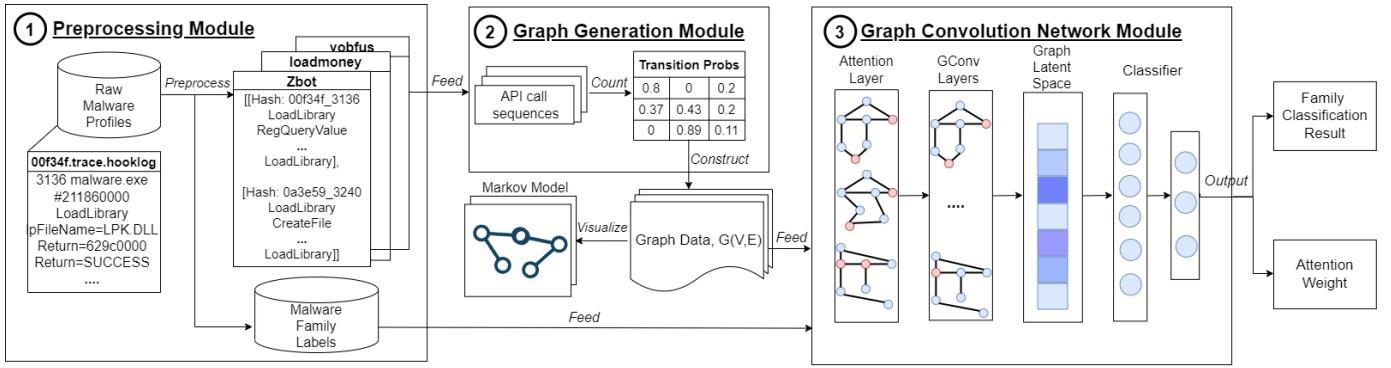 1 Preprocessing Module
Raw
Malware
Profiles
Preprocess
vobfus
loadmoney
Zbot
[[Hash: 00f34f_3136
LoadLibrary
RegQueryValue
...
LoadLibrary],
[Hash: 0a3e59_3240
LoadLibrary
CreateFile
...
LoadLibrary]]
00f34f.trace.hooklog
3136 malware.exe
#211860000
LoadLibrary
lpFileName=LPK.DLL
Return=629c0000
Return=SUCCESS
....
Malware
Family
Labels
Feed
Feed
2 Graph Generation Module
API call
sequences
Count
Transition Probs
0.8 0 0.2
0.37 0.43 0.2
0 0.89 0.11
Construct
Markov Model
Visualize
Graph Data, G(V,E)
Feed
3 Graph Convolution Network Module
Attention
Layer
GConv
Layers
....
Graph
Latent
Space
Classifier
Output
Family
Classification
Result
Attention
Weight